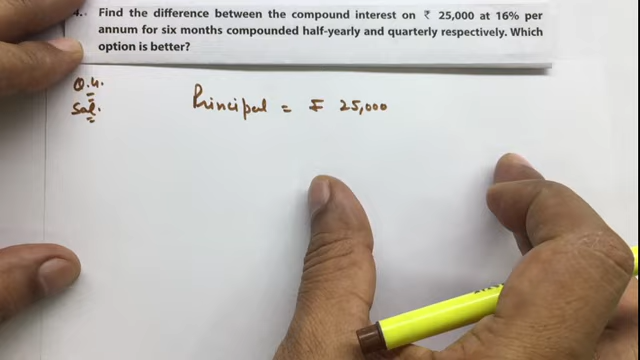 4. Find the difference between the compound interest on ₹ 25,000 at 16% per
annum for six months compounded half-yearly and quarterly respectively. Which
option is better?
Q.4.
Sol.
Principal = ₹ 25,000